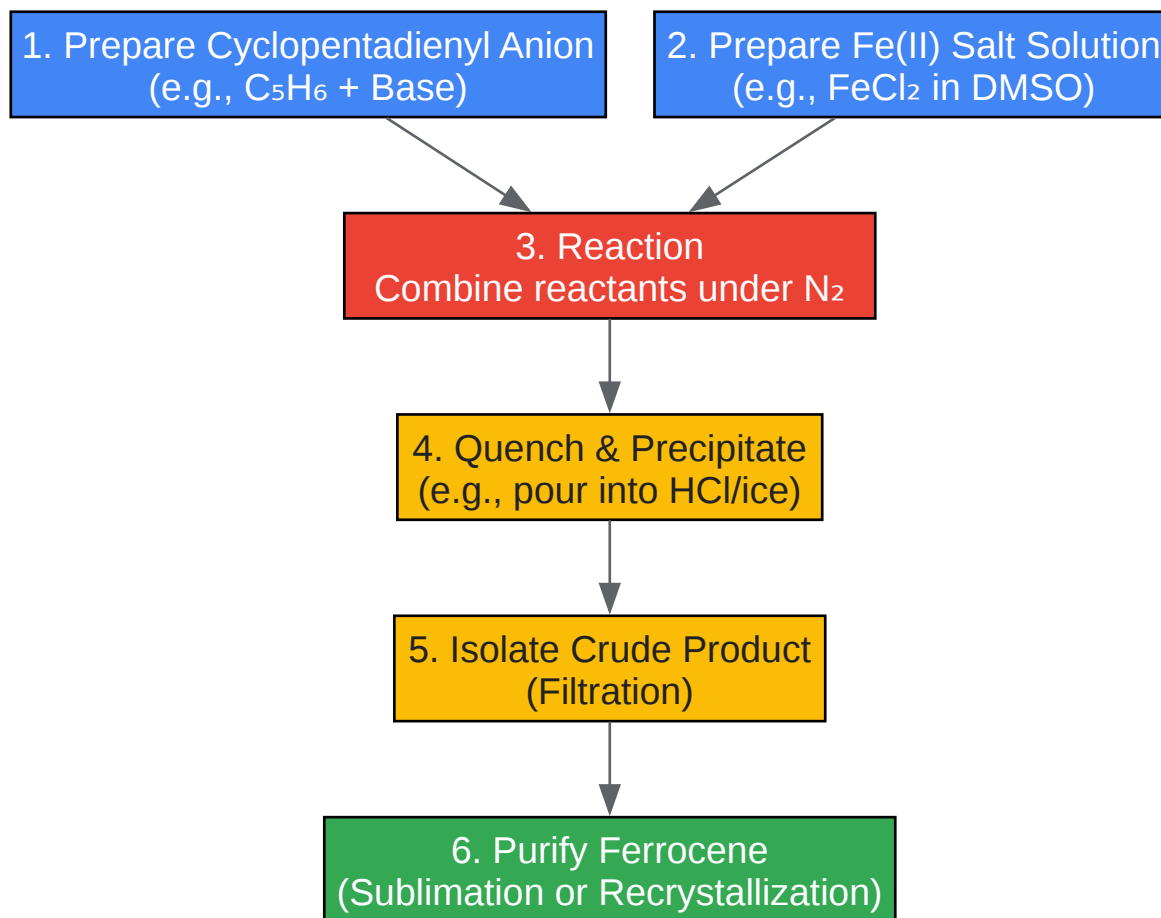 1. Prepare Cyclopentadienyl Anion
(e.g., C₅H₆ + Base)
2. Prepare Fe(II) Salt Solution
(e.g., FeCl₂ in DMSO)
3. Reaction
Combine reactants under N₂
4. Quench & Precipitate
(e.g., pour into HCl/ice)
5. Isolate Crude Product
(Filtration)
6. Purify Ferrocene
(Sublimation or Recrystallization)